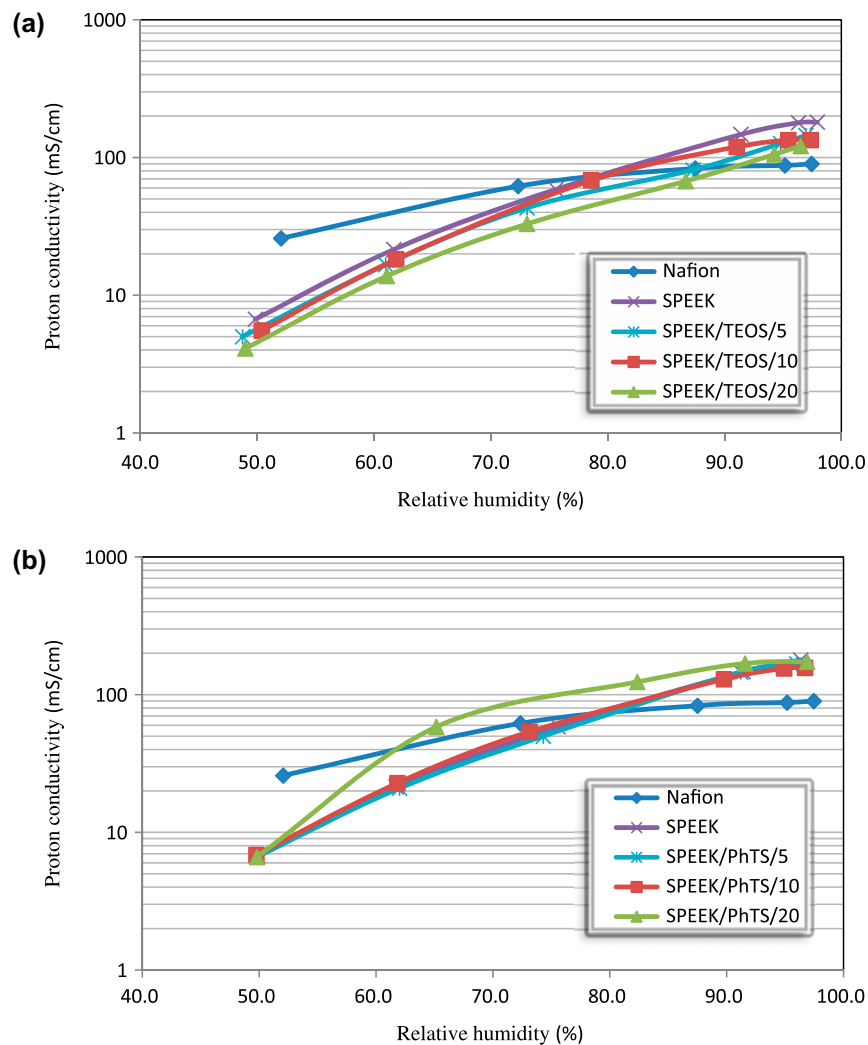 (a)
1000
100
10
1
Proton conductivity (mS/cm)
40.0 50.0 60.0 70.0 80.0 90.0 100.0
Relative humidity (%)
Nafion
SPEEK
SPEEK/TEOS/5
SPEEK/TEOS/10
SPEEK/TEOS/20
(b)
1000
100
10
1
Proton conductivity (mS/cm)
40.0 50.0 60.0 70.0 80.0 90.0 100.0
Relative humidity (%)
Nafion
SPEEK
SPEEK/PhTS/5
SPEEK/PhTS/10
SPEEK/PhTS/20